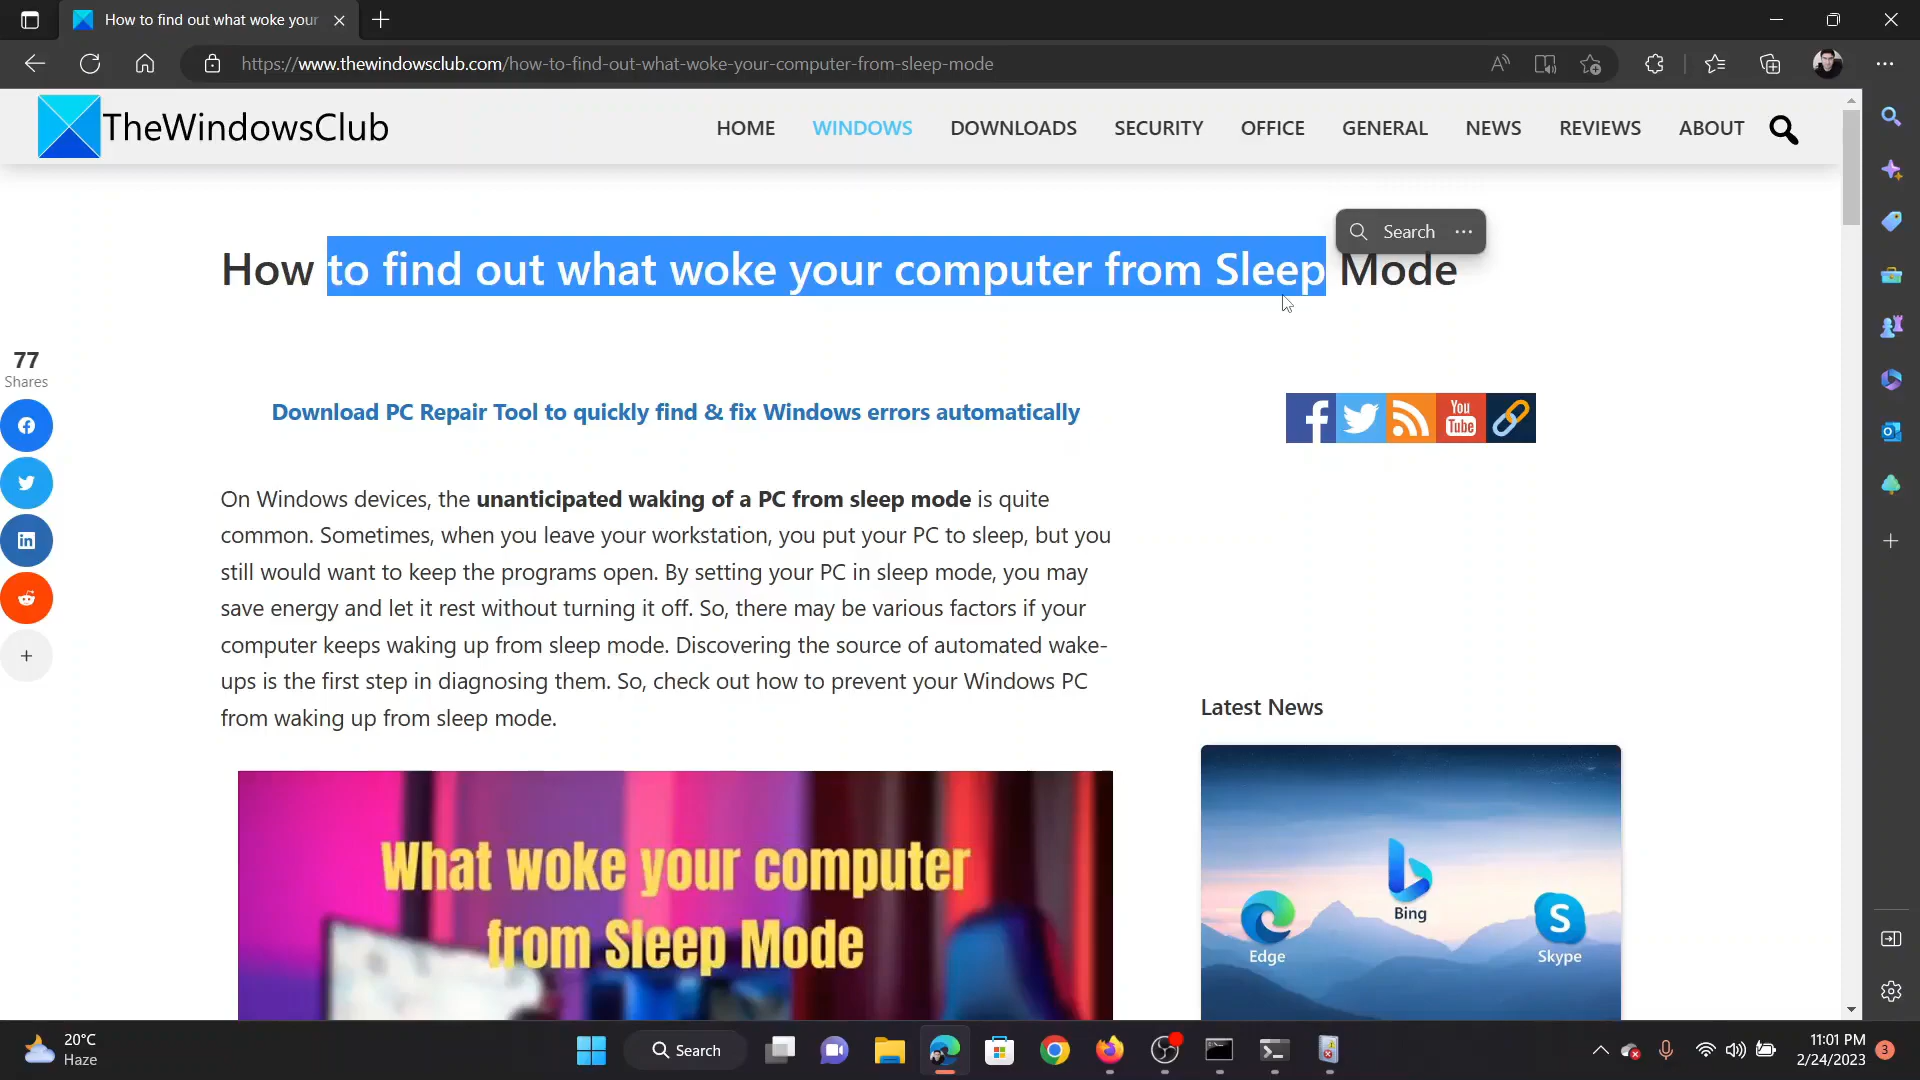 How to find out what woke your
https://www.thewindowsclub.com/how-to-find-out-what-woke-your-computer-from-sleep-mode
TheWindowsClub
HOME WINDOWS DOWNLOADS SECURITY OFFICE GENERAL NEWS REVIEWS ABOUT
Search
How to find out what woke your computer from Sleep Mode
77
Shares
Download PC Repair Tool to quickly find & fix Windows errors automatically
You
Tube
On Windows devices, the unanticipated waking of a PC from sleep mode is quite
common. Sometimes, when you leave your workstation, you put your PC to sleep, but you
still would want to keep the programs open. By setting your PC in sleep mode, you may
save energy and let it rest without turning it off. So, there may be various factors if your
computer keeps waking up from sleep mode. Discovering the source of automated wake-
ups is the first step in diagnosing them. So, check out how to prevent your Windows PC
from waking up from sleep mode.
Latest News
What woke your computer
from Sleep Mode
Bing
Edge
Skype
20°C
Haze
Search
11:01 PM
2/24/2023
3